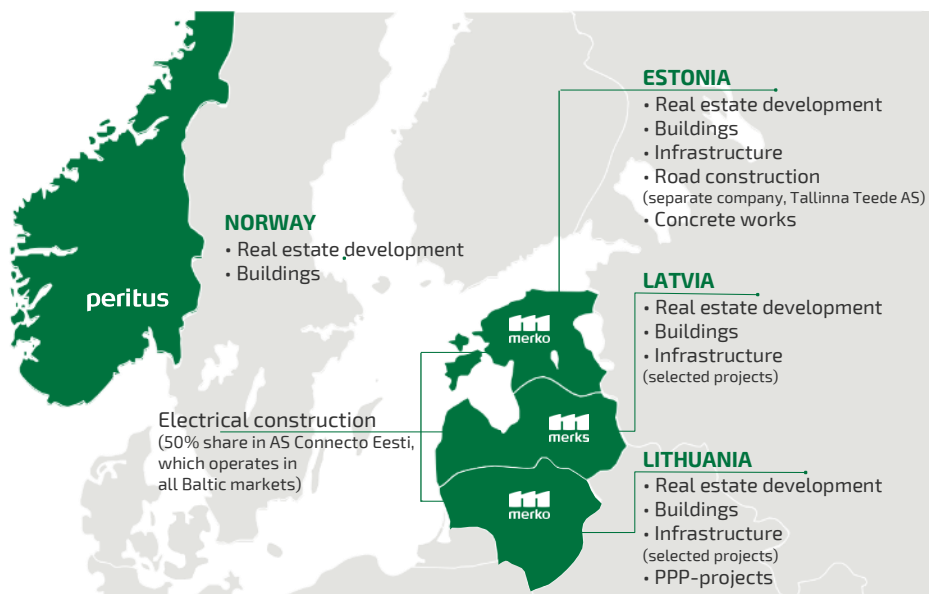 ESTONIA
• Real estate development
• Buildings
• Infrastructure
• Road construction
(separate company, Tallinna Teede AS)
• Concrete works
NORWAY
• Real estate development
• Buildings
peritus
LATVIA
• Real estate development
• Buildings
• Infrastructure
(selected projects)
merko
merks
merko
Electrical construction
(50% share in AS Connecto Eesti,
which operates in
all Baltic markets)
LITHUANIA
• Real estate development
• Buildings
• Infrastructure
(selected projects)
• PPP-projects